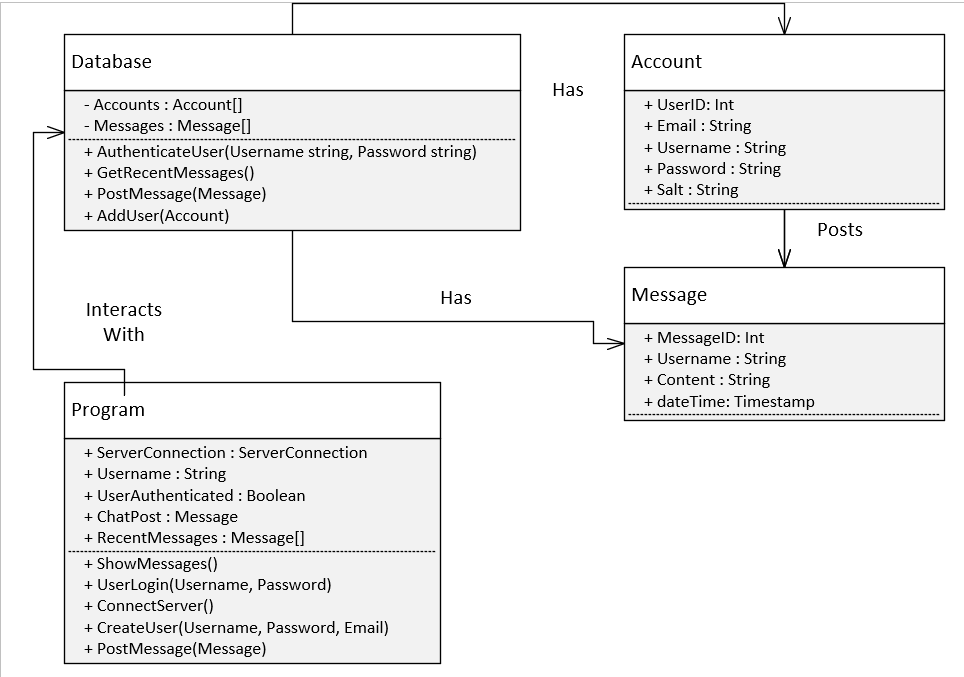 Database
- Accounts : Account[]
- Messages : Message[]
+ AuthenticateUser(Username string, Password string)
+ GetRecentMessages()
+ PostMessage(Message)
+ AddUser(Account)
Has
Account
+ UserID: Int
+ Email : String
+ Username : String
+ Password : String
+ Salt : String
Posts
Has
Message
+ MessageID: Int
+ Username : String
+ Content : String
+ dateTime: Timestamp
Interacts
With
Program
+ ServerConnection : ServerConnection
+ Username : String
+ UserAuthenticated : Boolean
+ ChatPost : Message
+ RecentMessages : Message[]
+ ShowMessages()
+ UserLogin(Username, Password)
+ ConnectServer()
+ CreateUser(Username, Password, Email)
+ PostMessage(Message)